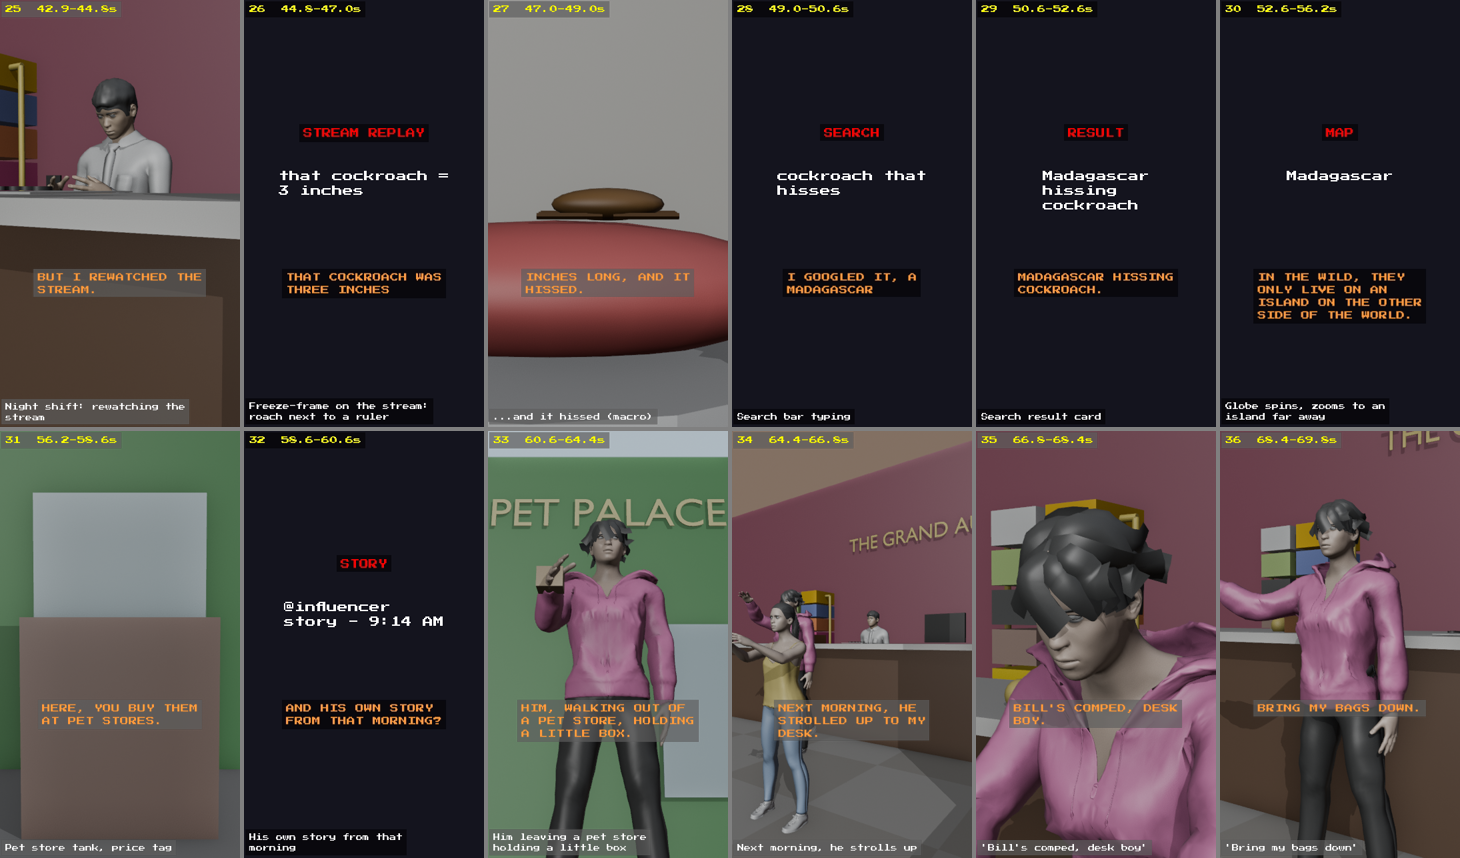 25 42.9-44.8s
BUT I REWATCHED THE
STREAM.
Night shift: rewatching the
stream
26 44.8-47.0s
STREAM REPLAY
that cockroach =
3 inches
THAT COCKROACH WAS
THREE INCHES
Freeze-frame on the stream:
roach next to a ruler
27 47.0-49.0s
INCHES LONG, AND IT
HISSED.
...and it hissed (macro)
28 49.0-50.6s
SEARCH
cockroach that
hisses
I GOOGLED IT, A
MADAGASCAR
Search bar typing
29 50.6-52.6s
RESULT
Madagascar
hissing
cockroach
MADAGASCAR HISSING
COCKROACH.
Search result card
30 52.6-56.2s
MAP
Madagascar
IN THE WILD, THEY
ONLY LIVE ON AN
ISLAND ON THE OTHER
SIDE OF THE WORLD.
Globe spins, zooms to an
island far away
31 56.2-58.6s
HERE, YOU BUY THEM
AT PET STORES.
Pet store tank, price tag
32 58.6-60.6s
STORY
@influencer
story - 9:14 AM
AND HIS OWN STORY
FROM THAT MORNING?
His own story from that
morning
33 60.6-64.4s
PET PALACE
HIM, WALKING OUT OF
A PET STORE, HOLDING
A LITTLE BOX.
Him leaving a pet store
holding a little box
34 64.4-66.8s
THE GRAND
NEXT MORNING, HE
STROLLED UP TO MY
DESK.
Next morning, he strolls up
35 66.8-68.4s
BILL'S COMPED, DESK
BOY.
'Bill's comped, desk boy'
36 68.4-69.8s
THE
BRING MY BAGS DOWN.
'Bring my bags down'